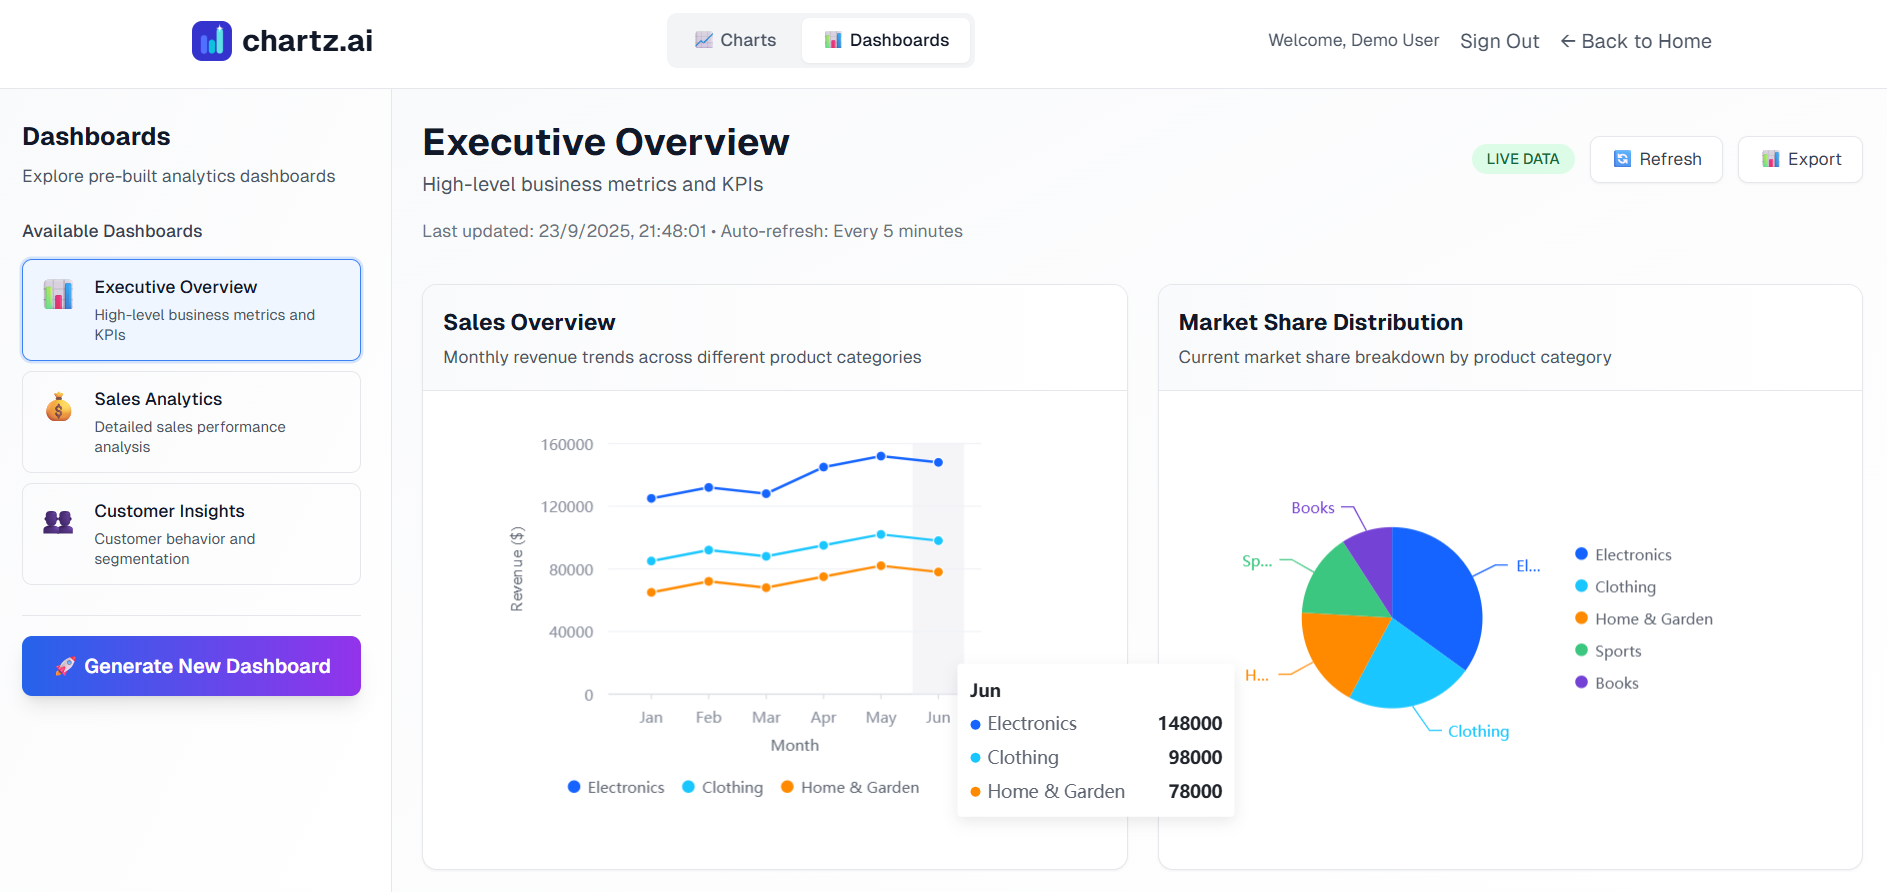 chartz.ai
Charts
Dashboards
Welcome, Demo User
Sign Out
← Back to Home
Dashboards
Explore pre-built analytics dashboards
Available Dashboards
Executive Overview
High-level business metrics and
KPIs
Sales Analytics
Detailed sales performance
analysis
Customer Insights
Customer behavior and
segmentation
Generate New Dashboard
Executive Overview
High-level business metrics and KPIs
Last updated: 23/9/2025, 21:48:01 • Auto-refresh: Every 5 minutes
LIVE DATA
Refresh
Export
Sales Overview
Monthly revenue trends across different product categories
160000
120000
80000
40000
0
Revenue ($)
Jan Feb Mar Apr May Jun
Month
Electronics Clothing Home & Garden
Jun
Electronics 148000
Clothing 98000
Home & Garden 78000
Market Share Distribution
Current market share breakdown by product category
Books
Sp...
El...
H...
Clothing
Electronics
Clothing
Home & Garden
Sports
Books